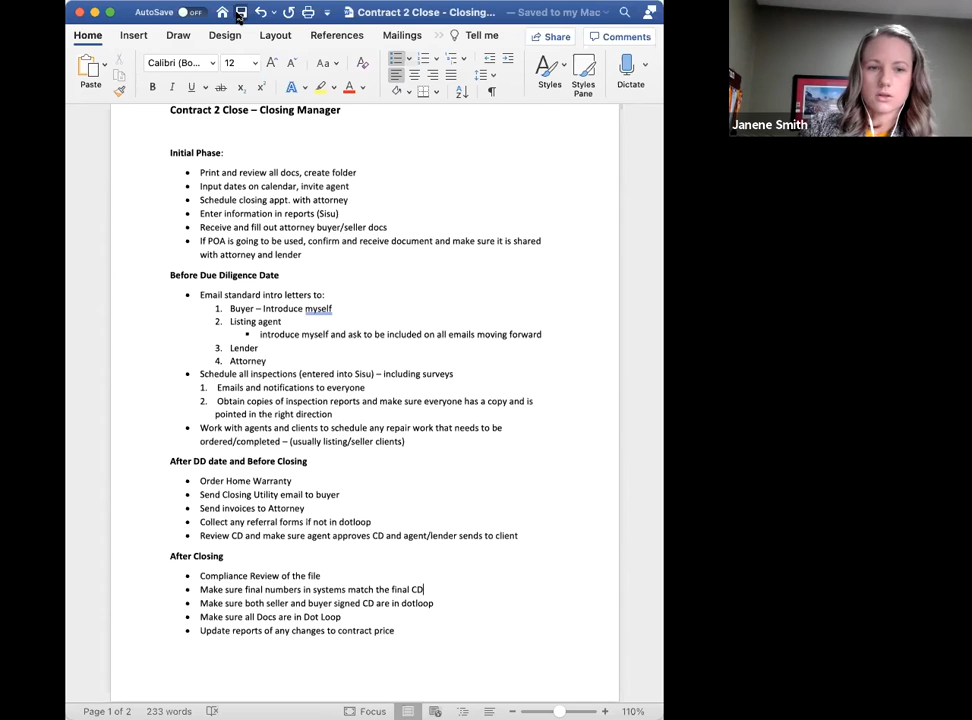 AutoSave OFF Contract 2 Close - Closing... — Saved to my Mac
Home Insert Draw Design Layout References Mailings Tell me Share Comments
Paste Calibri (Bo... 12 Aa Styles Styles Pane Dictate
B I U ab x₂ x² A A
Contract 2 Close – Closing Manager
Initial Phase:
• Print and review all docs, create folder
• Input dates on calendar, invite agent
• Schedule closing appt. with attorney
• Enter information in reports (Sisu)
• Receive and fill out attorney buyer/seller docs
• If POA is going to be used, confirm and receive document and make sure it is shared
with attorney and lender
Before Due Diligence Date
• Email standard intro letters to:
1. Buyer – Introduce myself
2. Listing agent
▪ introduce myself and ask to be included on all emails moving forward
3. Lender
4. Attorney
• Schedule all inspections (entered into Sisu) – including surveys
1. Emails and notifications to everyone
2. Obtain copies of inspection reports and make sure everyone has a copy and is
pointed in the right direction
• Work with agents and clients to schedule any repair work that needs to be
ordered/completed – (usually listing/seller clients)
After DD date and Before Closing
• Order Home Warranty
• Send Closing Utility email to buyer
• Send invoices to Attorney
• Collect any referral forms if not in dotloop
• Review CD and make sure agent approves CD and agent/lender sends to client
After Closing
• Compliance Review of the file
• Make sure final numbers in systems match the final CD
• Make sure both seller and buyer signed CD are in dotloop
• Make sure all Docs are in Dot Loop
• Update reports of any changes to contract price
Page 1 of 2 233 words Focus 110%
Janene Smith